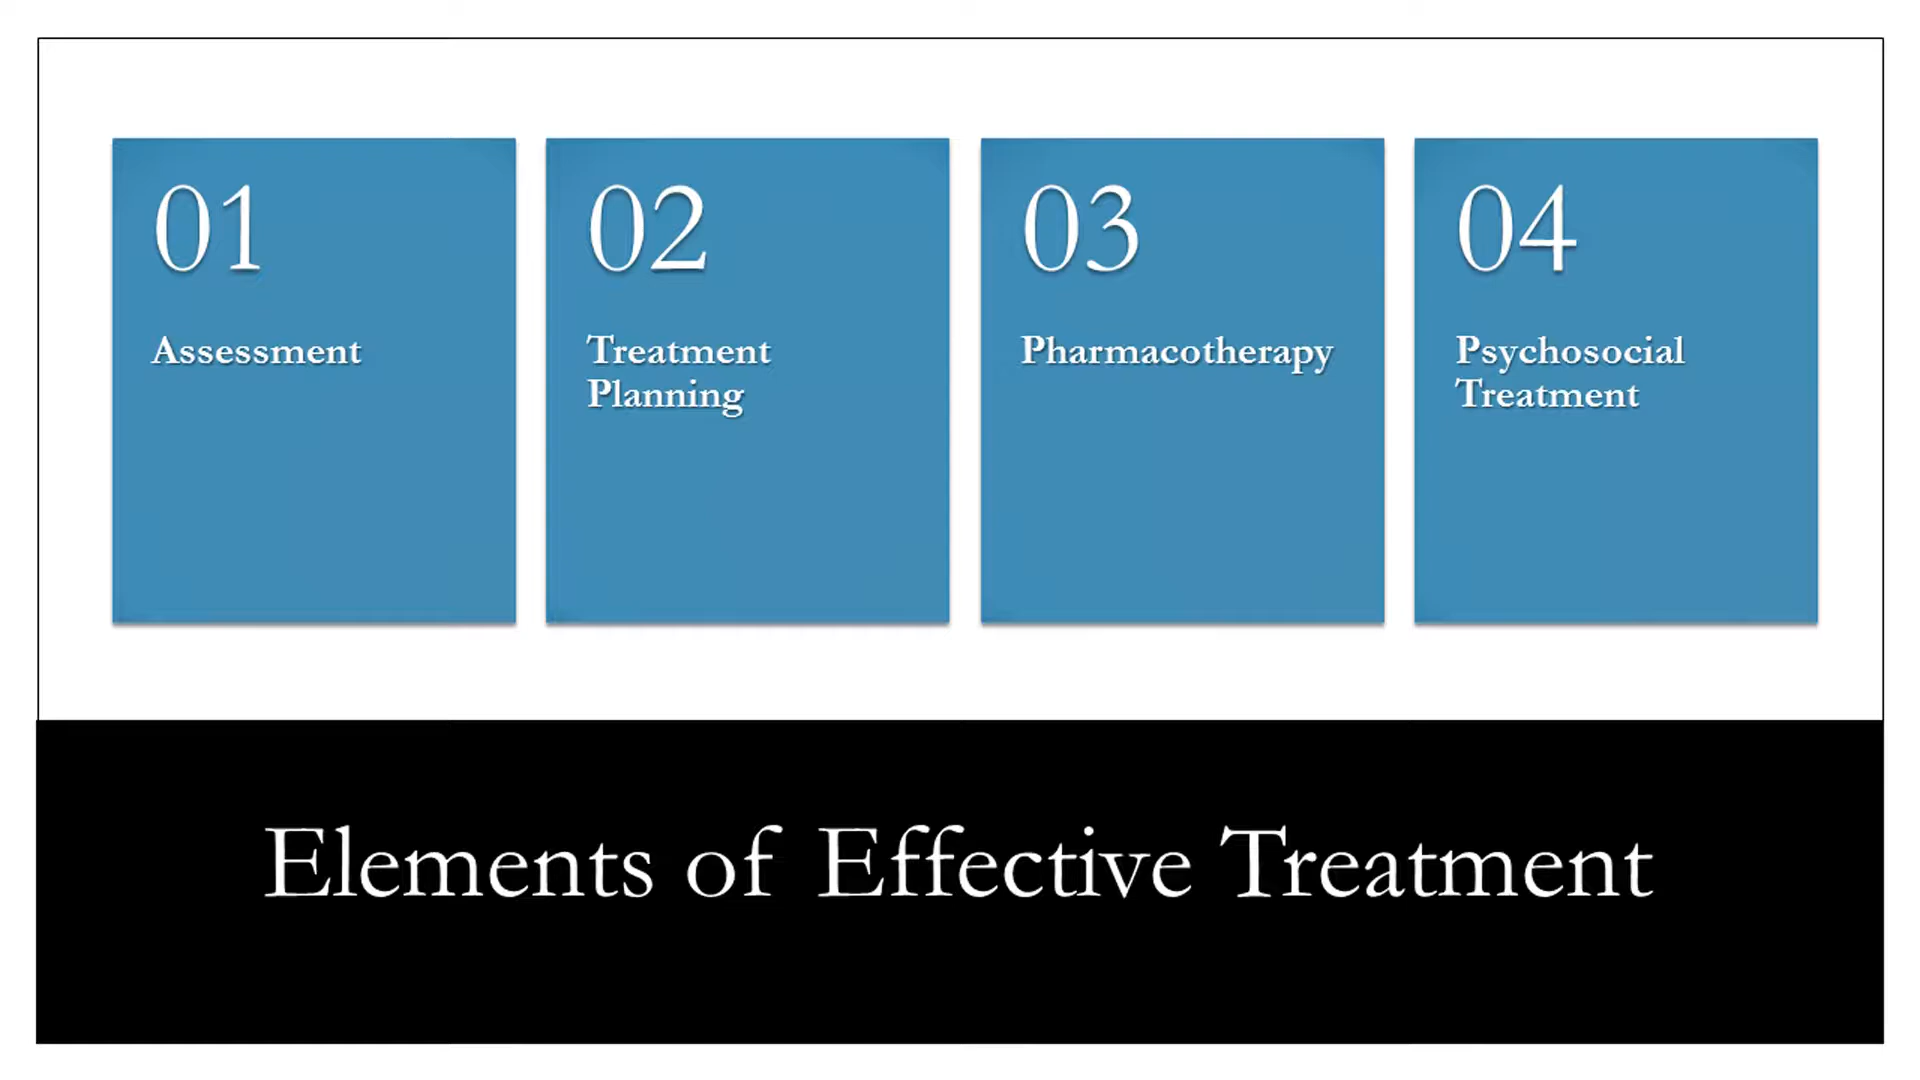 01
Assessment
02
Treatment
Planning
03
Pharmacotherapy
04
Psychosocial
Treatment
Elements of Effective Treatment